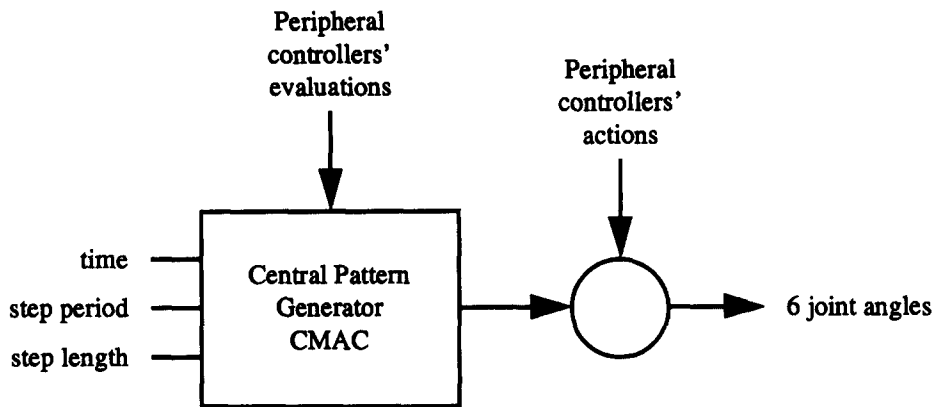 Peripheral
controllers'
evaluations
Peripheral
controllers'
actions
time
step period
step length
Central Pattern
Generator
CMAC
6 joint angles